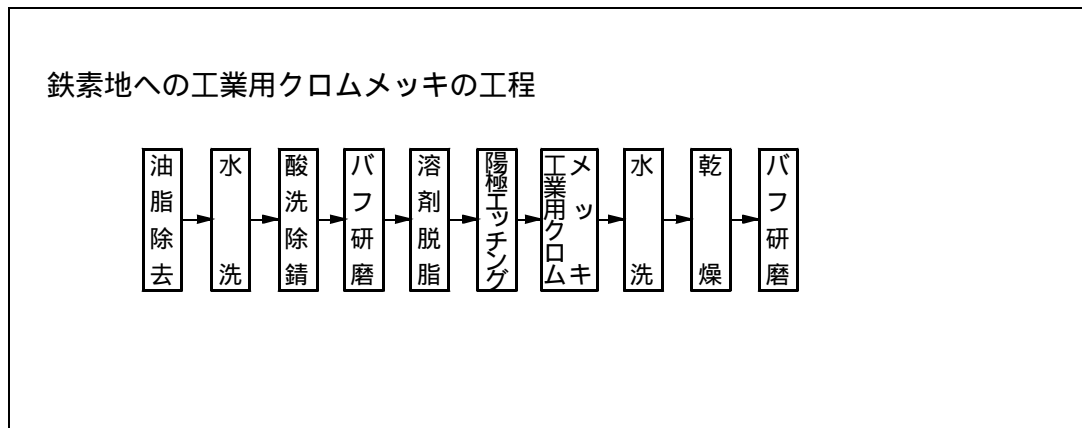 鉄素地への工業用クロムメッキの工程
油脂除去
水洗
酸洗除錆
バフ研磨
溶剤脱脂
陽極エッチング
工業用クロム
メッキ
水洗
乾燥
バフ研磨